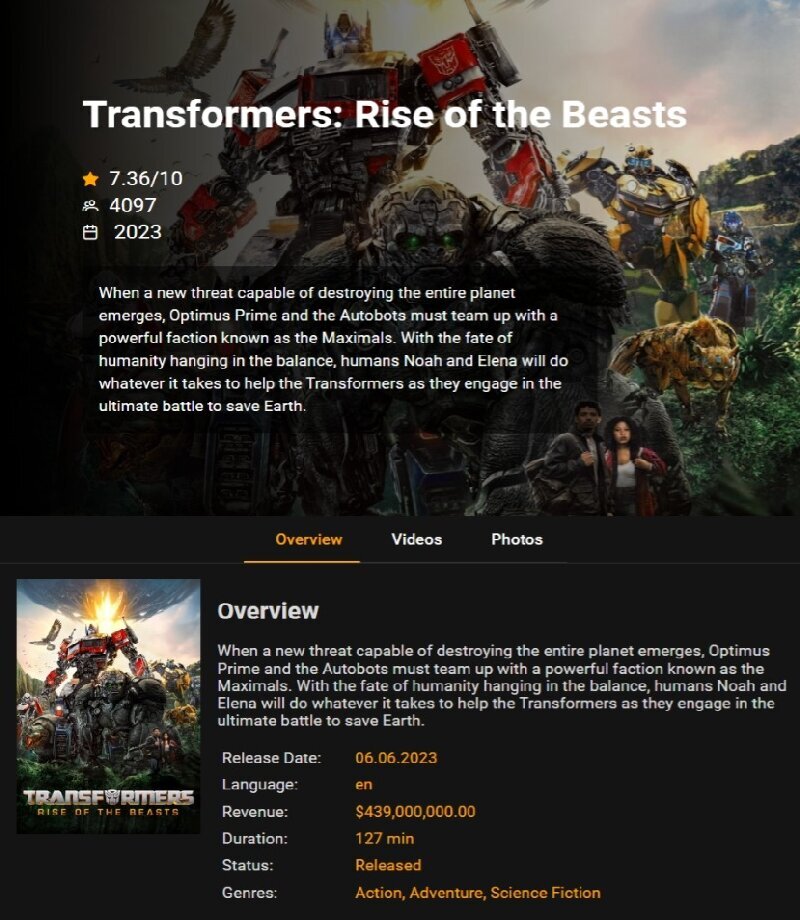 Transformers: Rise of the Beasts
7.36/10
4097
2023
When a new threat capable of destroying the entire planet
emerges, Optimus Prime and the Autobots must team up with a
powerful faction known as the Maximals. With the fate of
humanity hanging in the balance, humans Noah and Elena will do
whatever it takes to help the Transformers as they engage in the
ultimate battle to save Earth.
Overview Videos Photos
Overview
When a new threat capable of destroying the entire planet emerges, Optimus
Prime and the Autobots must team up with a powerful faction known as the
Maximals. With the fate of humanity hanging in the balance, humans Noah and
Elena will do whatever it takes to help the Transformers as they engage in the
ultimate battle to save Earth.
Release Date: 06.06.2023
Language: en
Revenue: $439,000,000.00
Duration: 127 min
Status: Released
Genres: Action, Adventure, Science Fiction
TRANSFORMERS
RISE OF THE BEASTS